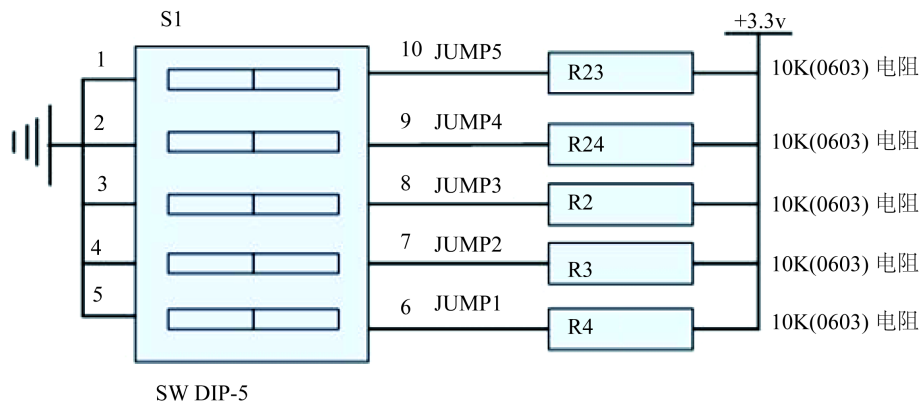 S1
+3.3v
1
10 JUMP5
R23
10K(0603) 电阻
2
9 JUMP4
R24
10K(0603) 电阻
3
8 JUMP3
R2
10K(0603) 电阻
4
7 JUMP2
R3
10K(0603) 电阻
5
6 JUMP1
R4
10K(0603) 电阻
SW DIP-5